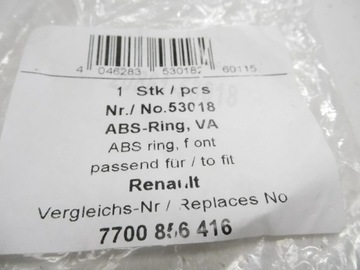 4 046283 530182 60115
1 Stk / pcs
Nr./ No.53018
ABS-Ring, VA
ABS ring, f ont
passend für / to fit
Renault
Vergleichs-Nr / Replaces No
7700 856 416